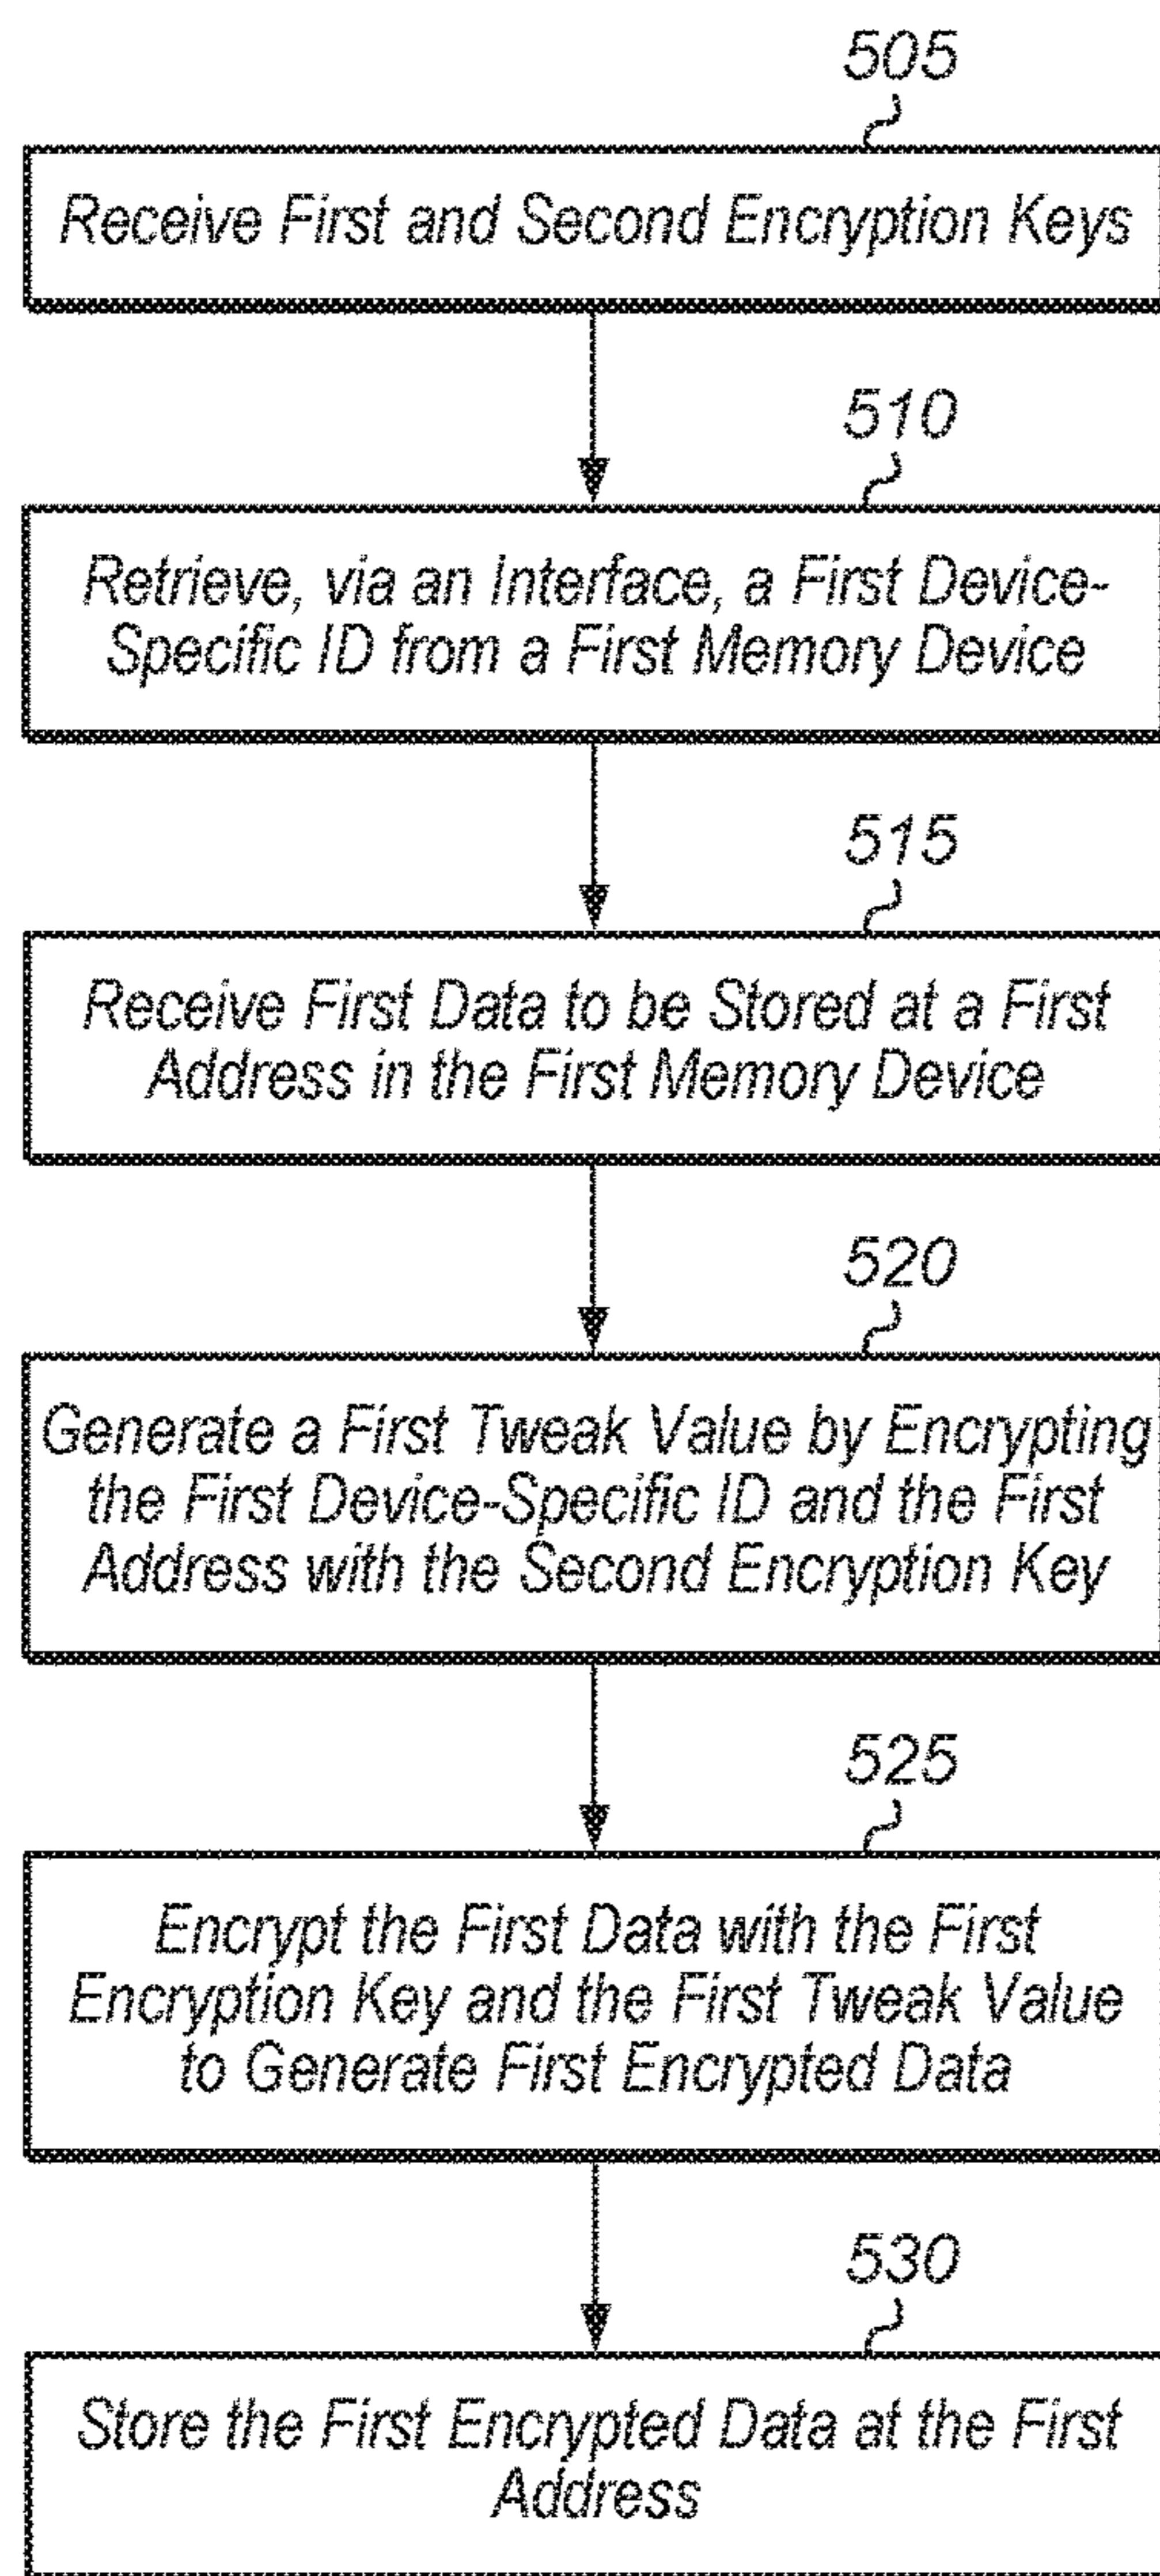 505
Receive First and Second Encryption Keys
510
Retrieve, via an Interface, a First Device-
Specific ID from a First Memory Device
515
Receive First Data to be Stored at a First
Address in the First Memory Device
520
Generate a First Tweak Value by Encrypting
the First Device-Specific ID and the First
Address with the Second Encryption Key
525
Encrypt the First Data with the First
Encryption Key and the First Tweak Value
to Generate First Encrypted Data
530
Store the First Encrypted Data at the First
Address